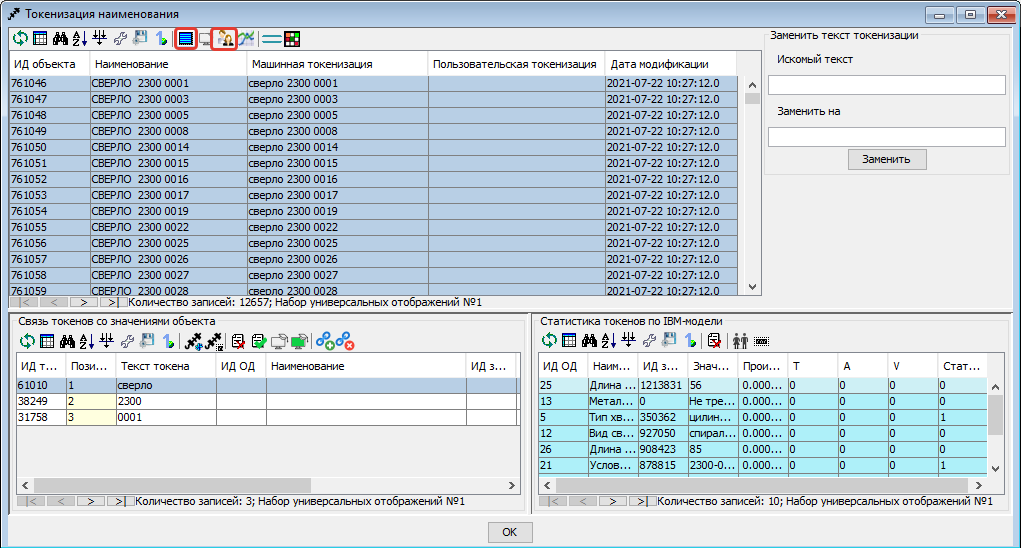 Токенизация наименования
ИД объекта Наименование Машинная токенизация Пользовательская токенизация Дата модификации
761046 СВЕРЛО 2300 0001 сверло 2300 0001 2021-07-22 10:27:12.0
761047 СВЕРЛО 2300 0003 сверло 2300 0003 2021-07-22 10:27:12.0
761048 СВЕРЛО 2300 0005 сверло 2300 0005 2021-07-22 10:27:12.0
761049 СВЕРЛО 2300 0008 сверло 2300 0008 2021-07-22 10:27:12.0
761050 СВЕРЛО 2300 0014 сверло 2300 0014 2021-07-22 10:27:12.0
761051 СВЕРЛО 2300 0015 сверло 2300 0015 2021-07-22 10:27:12.0
761052 СВЕРЛО 2300 0016 сверло 2300 0016 2021-07-22 10:27:12.0
761053 СВЕРЛО 2300 0017 сверло 2300 0017 2021-07-22 10:27:12.0
761054 СВЕРЛО 2300 0019 сверло 2300 0019 2021-07-22 10:27:12.0
761055 СВЕРЛО 2300 0022 сверло 2300 0022 2021-07-22 10:27:12.0
761056 СВЕРЛО 2300 0025 сверло 2300 0025 2021-07-22 10:27:12.0
761057 СВЕРЛО 2300 0026 сверло 2300 0026 2021-07-22 10:27:12.0
761058 СВЕРЛО 2300 0027 сверло 2300 0027 2021-07-22 10:27:12.0
761059 СВЕРЛО 2300 0028 сверло 2300 0028 2021-07-22 10:27:12.0
Количество записей: 12657; Набор универсальных отображений №1
Заменить текст токенизации
Искомый текст
Заменить на
Заменить
Связь токенов со значениями объекта
ИД т... Пози... Текст токена ИД ОД Наименование ИД з...
61010 1 сверло
38249 2 2300
31758 3 0001
Количество записей: 3; Набор универсальных отображений №1
Статистика токенов по IBM-модели
ИД ОД Наим... ИД з... Знач... Прои... T A V Стат...
25 Длина ... 1213831 56 0.000... 0 0 0 0
13 Метал... 0 Не тре... 0.000... 0 0 0 0
5 Тип хв... 350362 цилин... 0.000... 0 0 0 1
12 Вид св... 927050 спирал... 0.000... 0 0 0 0
26 Длина ... 908423 85 0.000... 0 0 0 0
21 Услов... 878815 2300-0... 0.000... 0 0 0 1
Количество записей: 10; Набор универсальных отображений №1
OK